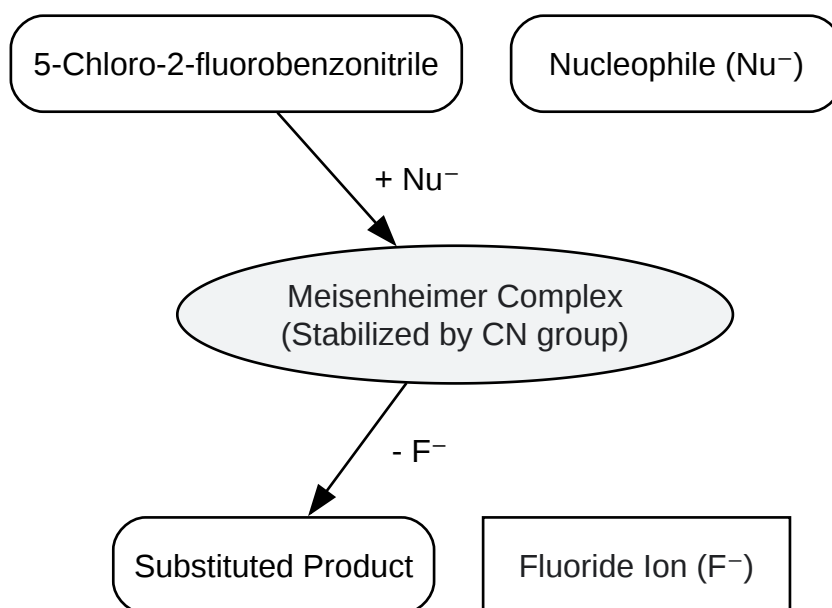 5-Chloro-2-fluorobenzonitrile
Nucleophile (Nu⁻)
+ Nu⁻
Meisenheimer Complex
(Stabilized by CN group)
- F⁻
Substituted Product
Fluoride Ion (F⁻)